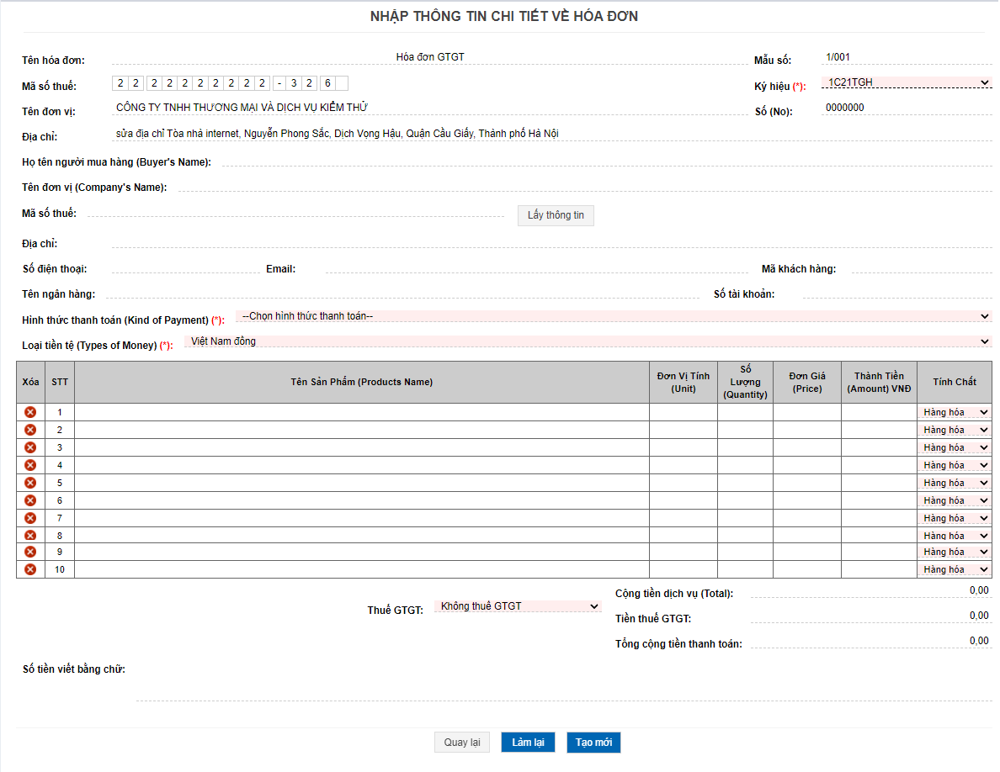 NHẬP THÔNG TIN CHI TIẾT VỀ HÓA ĐƠN
Tên hóa đơn: Hóa đơn GTGT Mẫu số: 1/001
Mã số thuế: 2 2 2 2 2 2 2 2 2 2 - 3 2 6 Ký hiệu (*): 1C21TGH
Tên đơn vị: CÔNG TY TNHH THƯƠNG MẠI VÀ DỊCH VỤ KIỂM THỬ Số (No): 0000000
Địa chỉ: sửa địa chỉ Tòa nhà internet, Nguyễn Phong Sắc, Dịch Vọng Hậu, Quận Cầu Giấy, Thành phố Hà Nội
Họ tên người mua hàng (Buyer's Name):
Tên đơn vị (Company's Name):
Mã số thuế: Lấy thông tin
Địa chỉ:
Số điện thoại: Email: Mã khách hàng:
Tên ngân hàng: Số tài khoản:
Hình thức thanh toán (Kind of Payment) (*): --Chọn hình thức thanh toán--
Loại tiền tệ (Types of Money) (*): Việt Nam đồng
Xóa STT Tên Sản Phẩm (Products Name) Đơn Vị Tính (Unit) Số Lượng (Quantity) Đơn Giá (Price) Thành Tiền (Amount) VNĐ Tính Chất
1 Hàng hóa
2 Hàng hóa
3 Hàng hóa
4 Hàng hóa
5 Hàng hóa
6 Hàng hóa
7 Hàng hóa
8 Hàng hóa
9 Hàng hóa
10 Hàng hóa
Cộng tiền dịch vụ (Total): 0,00
Thuế GTGT: Không thuế GTGT
Tiền thuế GTGT: 0,00
Tổng cộng tiền thanh toán: 0,00
Số tiền viết bằng chữ:
Quay lại Làm lại Tạo mới